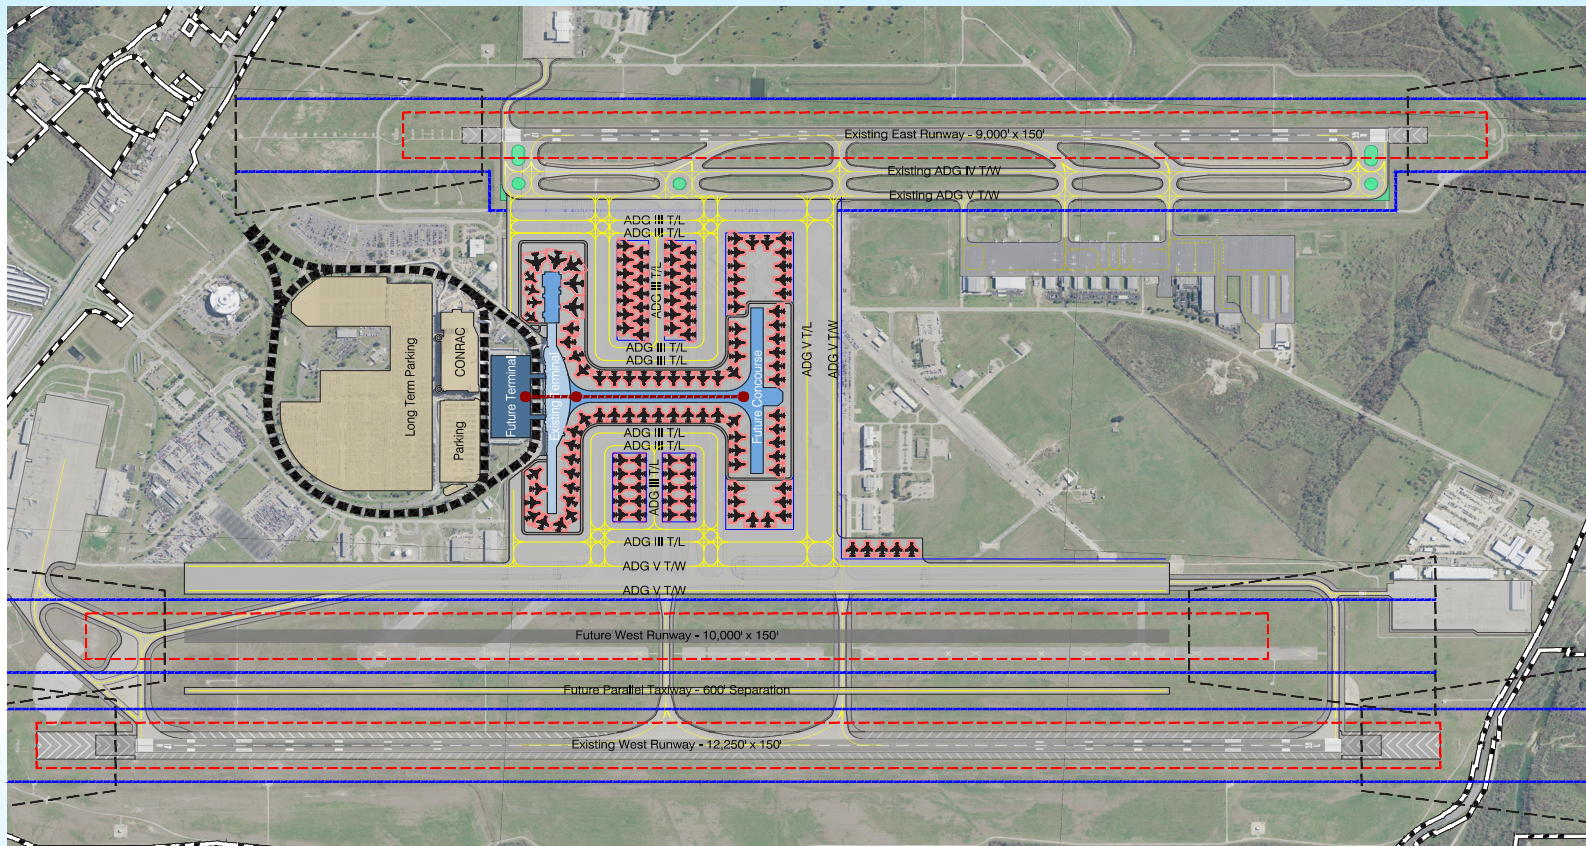 Existing East Runway - 9,000' x 150'
Existing ADG IV T/W
Existing ADG V T/W
ADG III T/L
ADG III T/L
ADG III T/L
ADG III T/L
ADG III T/L
ADG V T/L
ADG V T/W
Long Term Parking
CONRAC
Parking
Future Terminal
Existing Terminal
Future Concourse
ADG III T/L
ADG III T/L
ADG III T/L
ADG III T/L
ADG V T/W
ADG V T/W
Future West Runway - 10,000' x 150'
Future Parallel Taxiway - 600' Separation
Existing West Runway - 12,250' x 150'